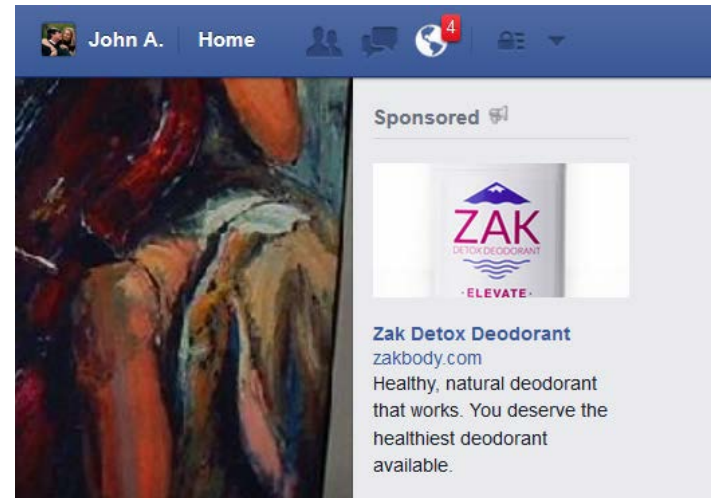 John A. Home 4
Sponsored
ZAK
DETOX DEODORANT
·ELEVATE·
Zak Detox Deodorant
zakbody.com
Healthy, natural deodorant
that works. You deserve the
healthiest deodorant
available.